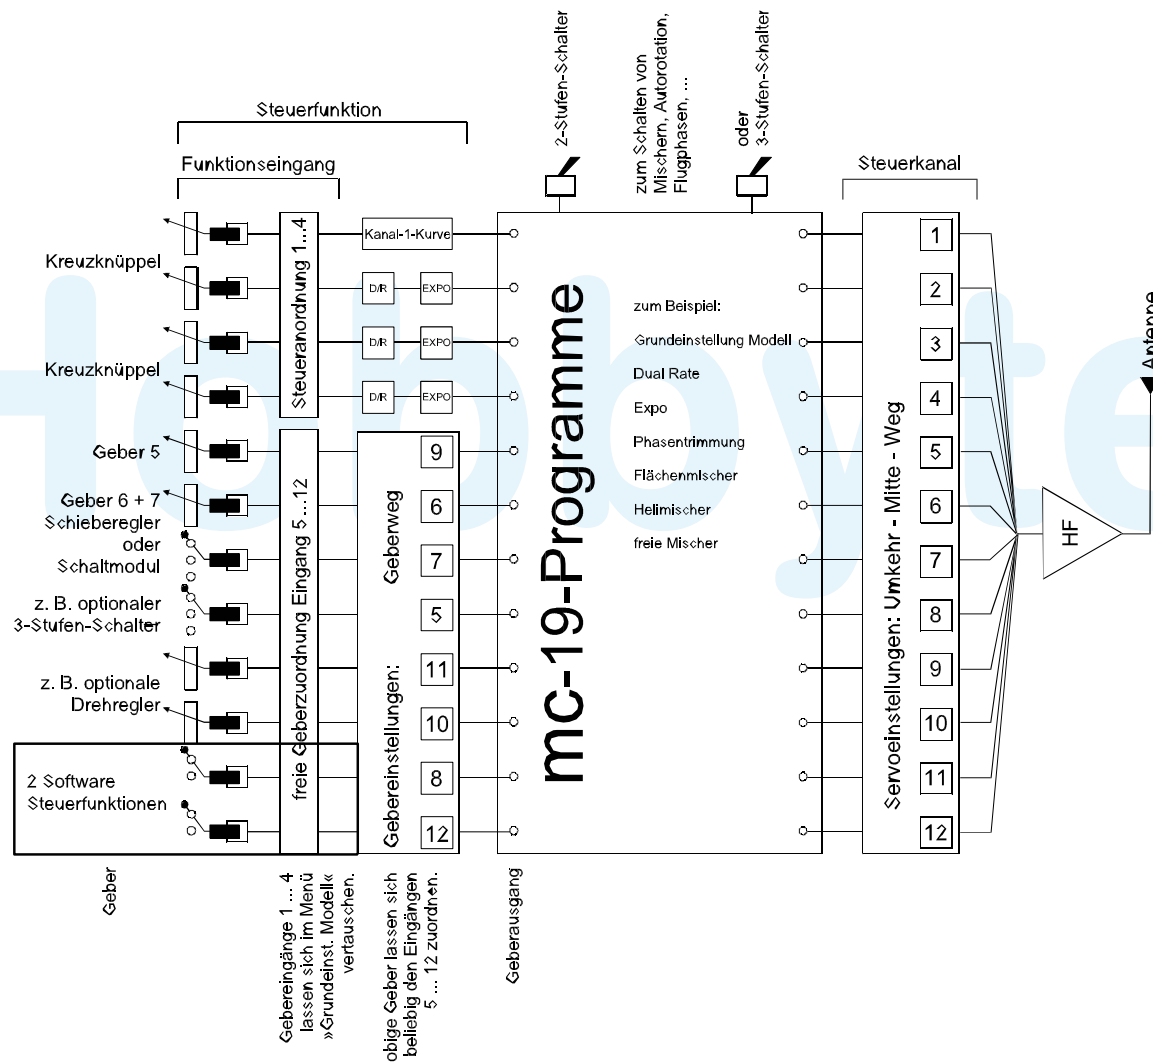 Steuerfunktion
Funktionseingang
2-Stufen-Schalter
zum Schalten von
Mischern, Autorotation,
Flugphasen, ...
oder
3-Stufen-Schalter
Steuerkanal
Kreuzknüppel
Kreuzknüppel
Geber 5
Geber 6 + 7
Schieberegler
oder
Schaltmodul
z. B. optionaler
3-Stufen-Schalter
z. B. optionale
Drehregler
2 Software
Steuerfunktionen
Steueranordnung 1...4
freie Geberzuordnung Eingang 5...12
Kanal-1-Kurve
D/R EXPO
D/R EXPO
D/R EXPO
Gebereinstellungen: Geberweg
9
6
7
5
11
10
8
12
mc-19-Programme
zum Beispiel:
Grundeinstellung Modell
Dual Rate
Expo
Phasentrimmung
Flächenmischer
Helimischer
freie Mischer
Servoeinstellungen: Umkehr - Mitte - Weg
1
2
3
4
5
6
7
8
9
10
11
12
HF
Antenne
Geber
Gebereingänge 1 ... 4
lassen sich im Menü
»Grundeinst. Modell«
vertauschen.
obige Geber lassen sich
beliebig den Eingängen
5 ... 12 zuordnen.
Geberausgang
Hobbyte